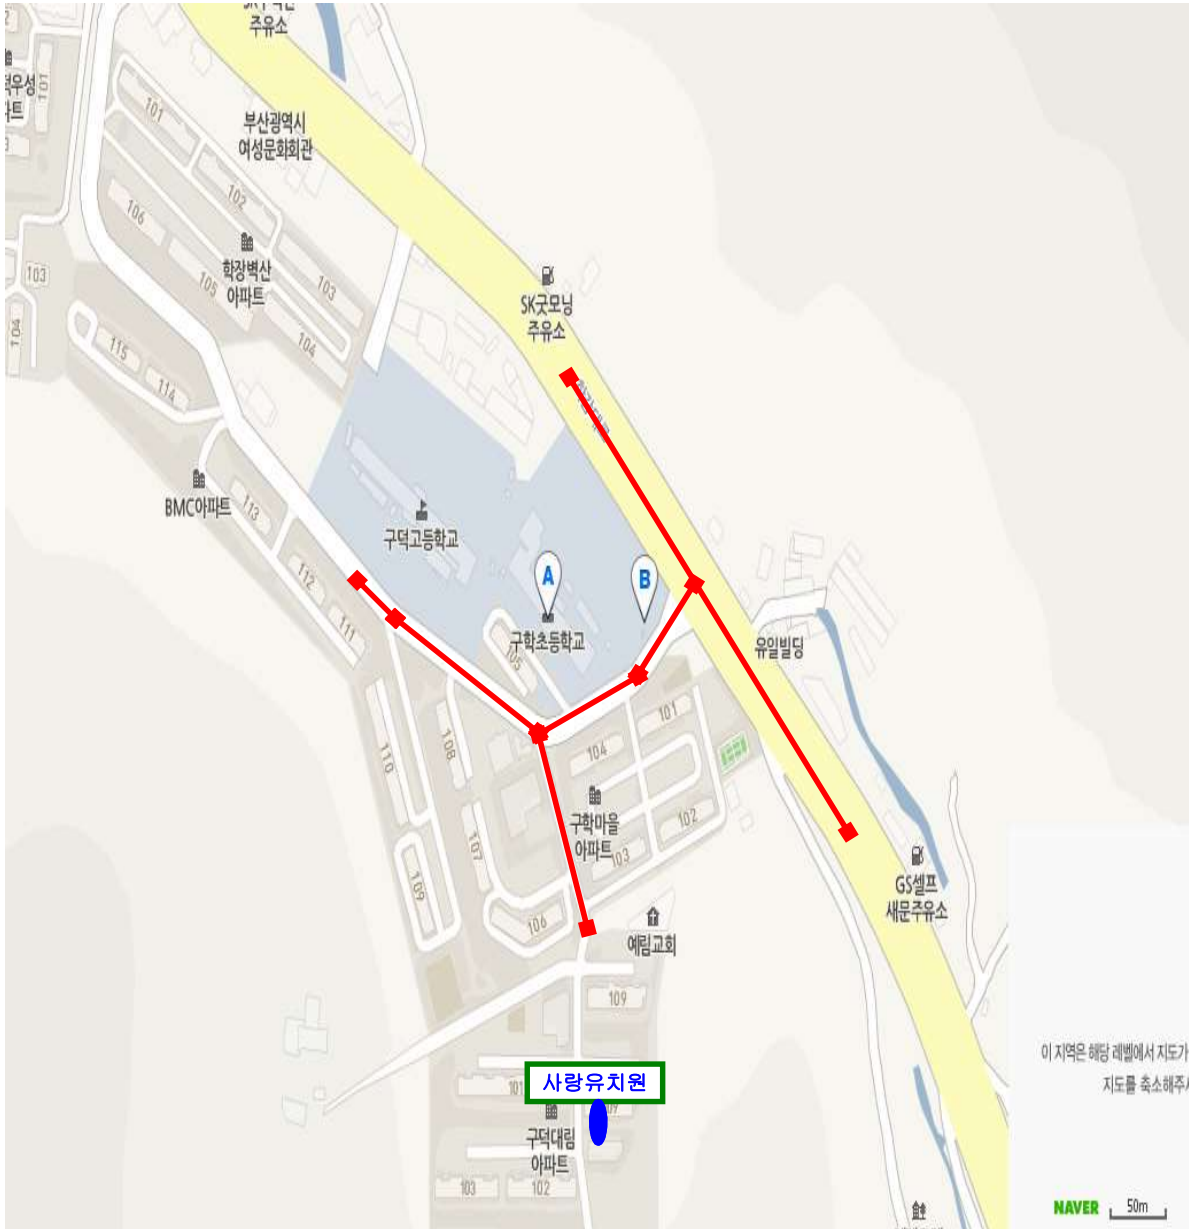 주유소
101
부산광역시
여성문화회관
101
102
106
학장벽산
아파트
103
105
103
104
104
SK굿모닝
주유소
115
114
BMC아파트
113
구덕고등학교
112
111
A
B
구학초등학교
105
유일빌딩
101
110
108
104
구학마을
아파트
102
103
107
109
106
GS셀프
새문주유소
예림교회
109
이 지역은 해당 레벨에서 지도가
지도를 축소해주
101
사랑유치원
구덕대림
아파트
103
102
NAVER
50m